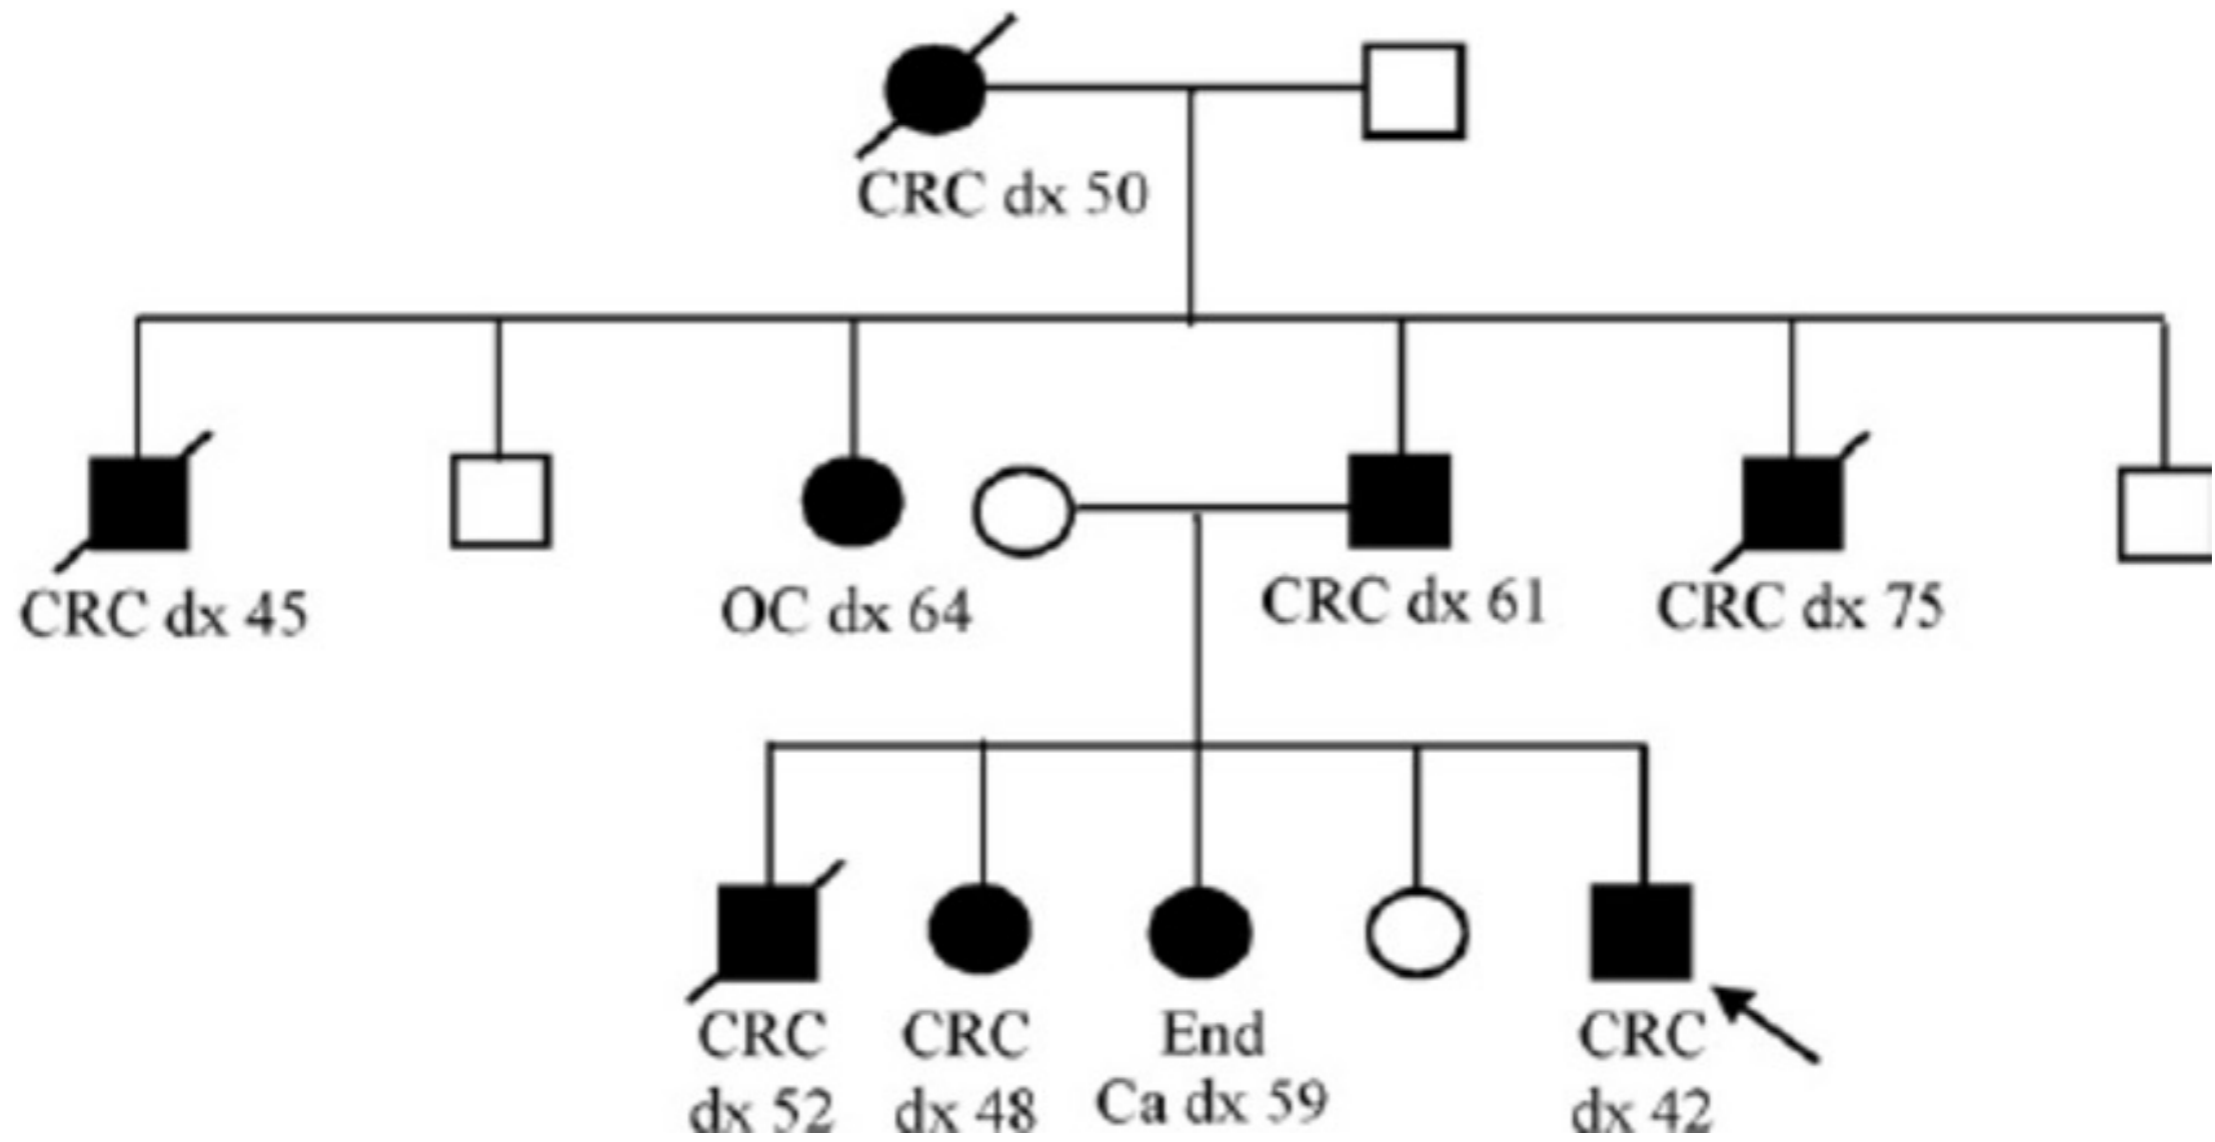 CRC dx 50
CRC dx 45
OC dx 64
CRC dx 61
CRC dx 75
CRC
dx 52
CRC
dx 48
End
Ca dx 59
CRC
dx 42